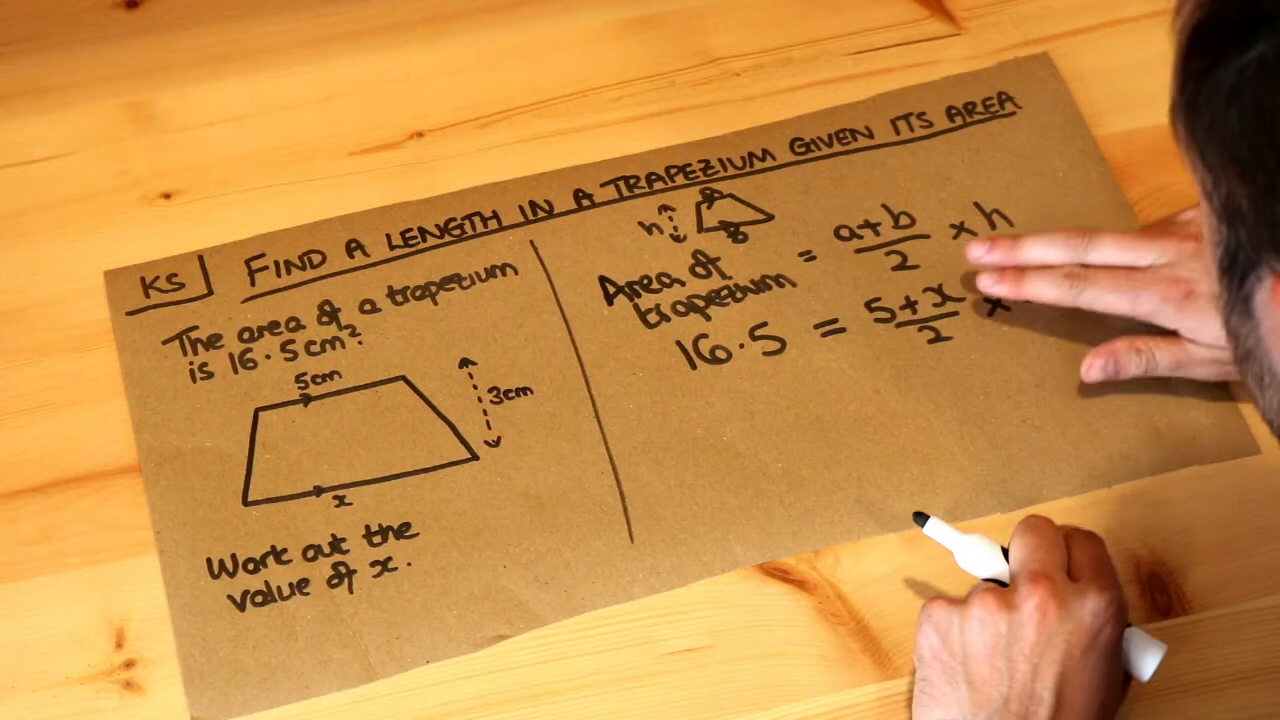 KS
FIND A LENGTH IN A TRAPEZIUM GIVEN ITS AREA
The area of a trapezium
is 16.5cm².
5cm
3cm
x
Work out the
value of x.
a
h
b
Area of
trapezium
= a+b/2 × h
16.5 = 5+x/2 ×